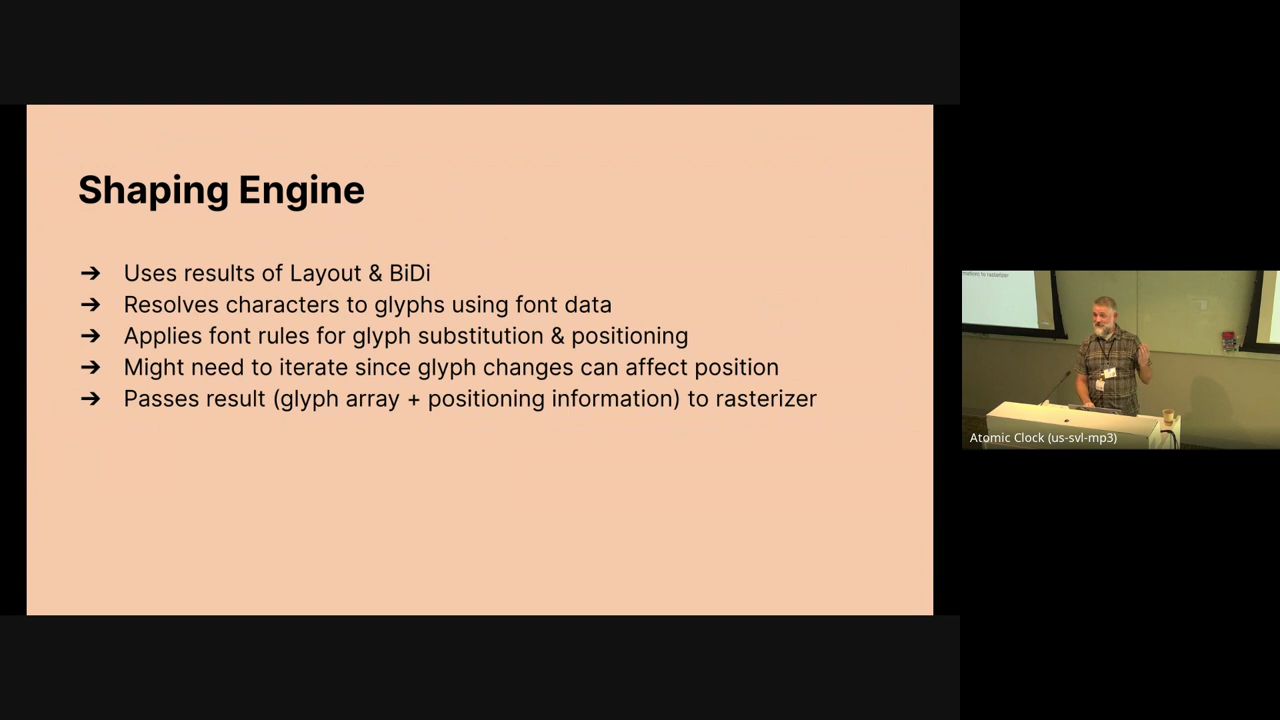 Shaping Engine
➔ Uses results of Layout & BiDi
➔ Resolves characters to glyphs using font data
➔ Applies font rules for glyph substitution & positioning
➔ Might need to iterate since glyph changes can affect position
➔ Passes result (glyph array + positioning information) to rasterizer
to rasterizer
Atomic Clock (us-svl-mp3)